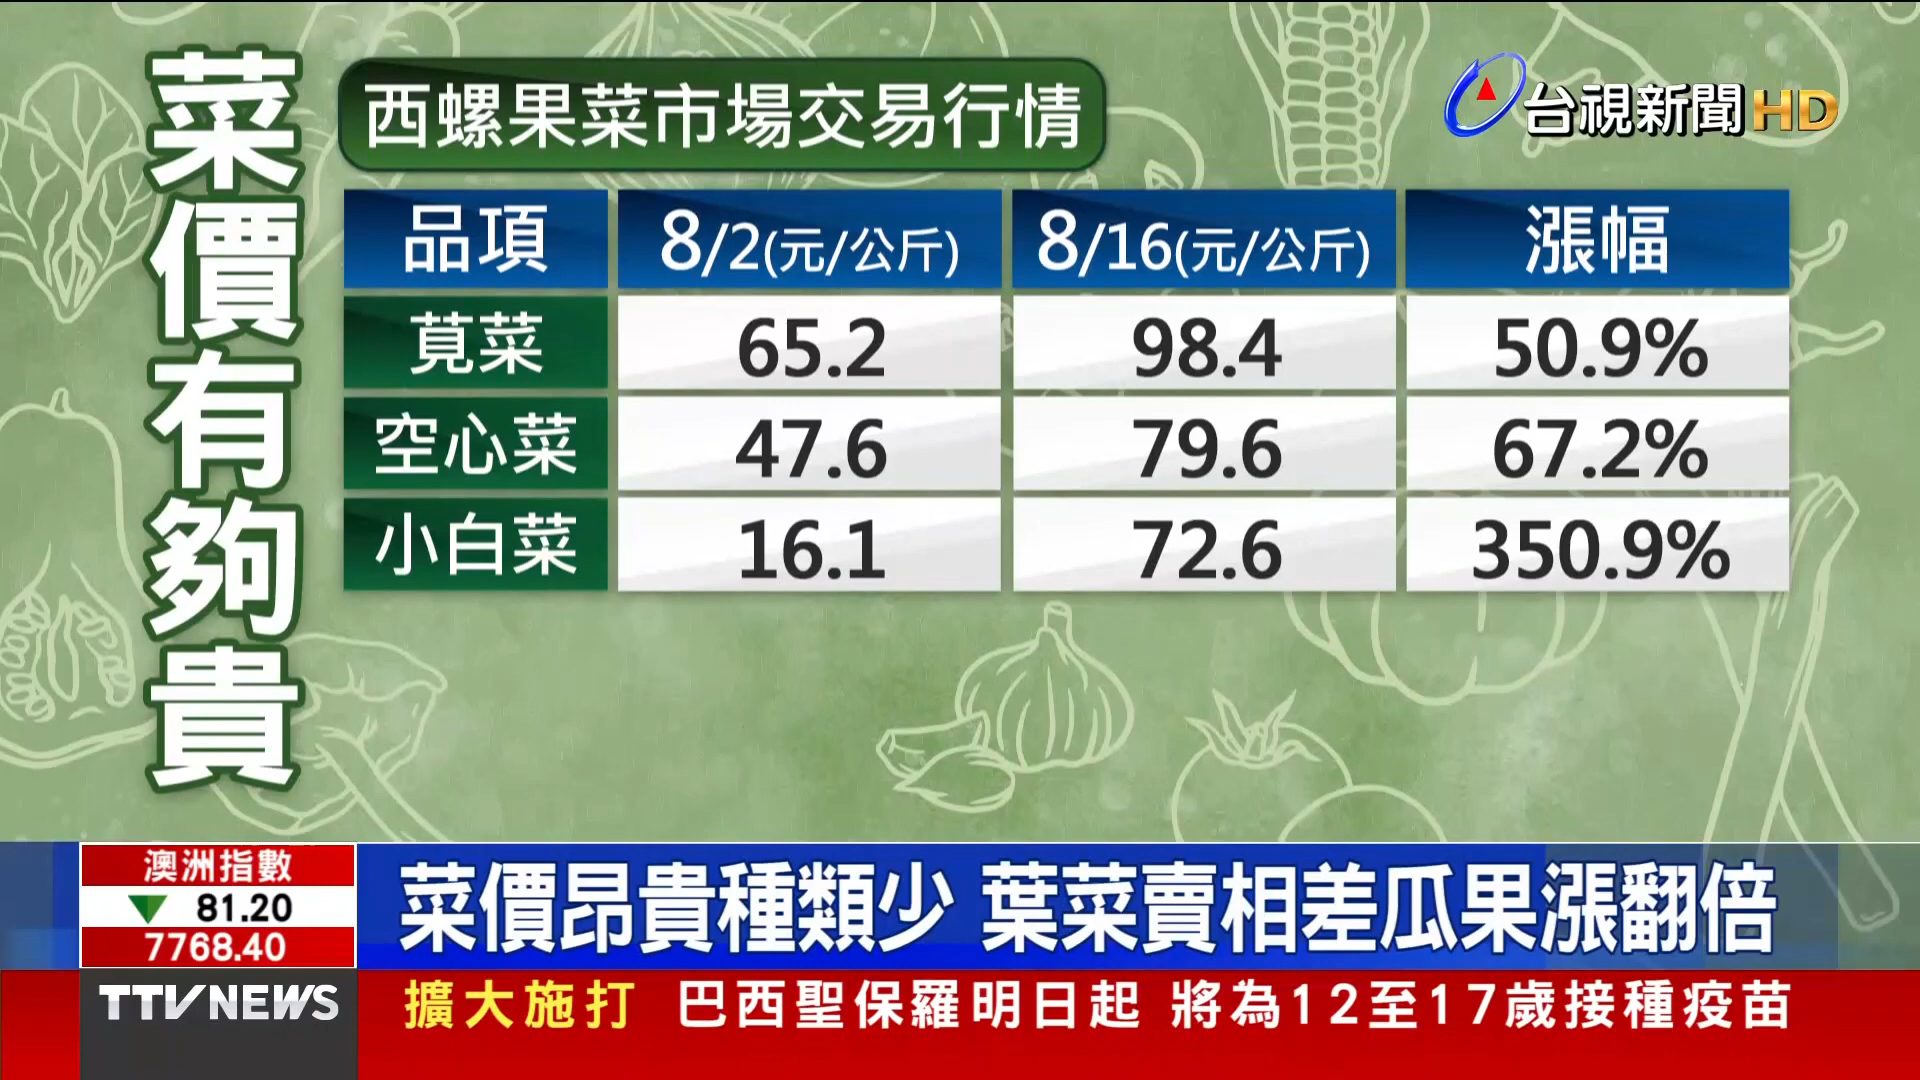 菜價有夠貴
西螺果菜市場交易行情
台視新聞HD
品項 8/2(元/公斤) 8/16(元/公斤) 漲幅
莧菜 65.2 98.4 50.9%
空心菜 47.6 79.6 67.2%
小白菜 16.1 72.6 350.9%
澳洲指數
▼ 81.20
7768.40
菜價昂貴種類少 葉菜賣相差瓜果漲翻倍
TTV NEWS
擴大施打 巴西聖保羅明日起 將為12至17歲接種疫苗